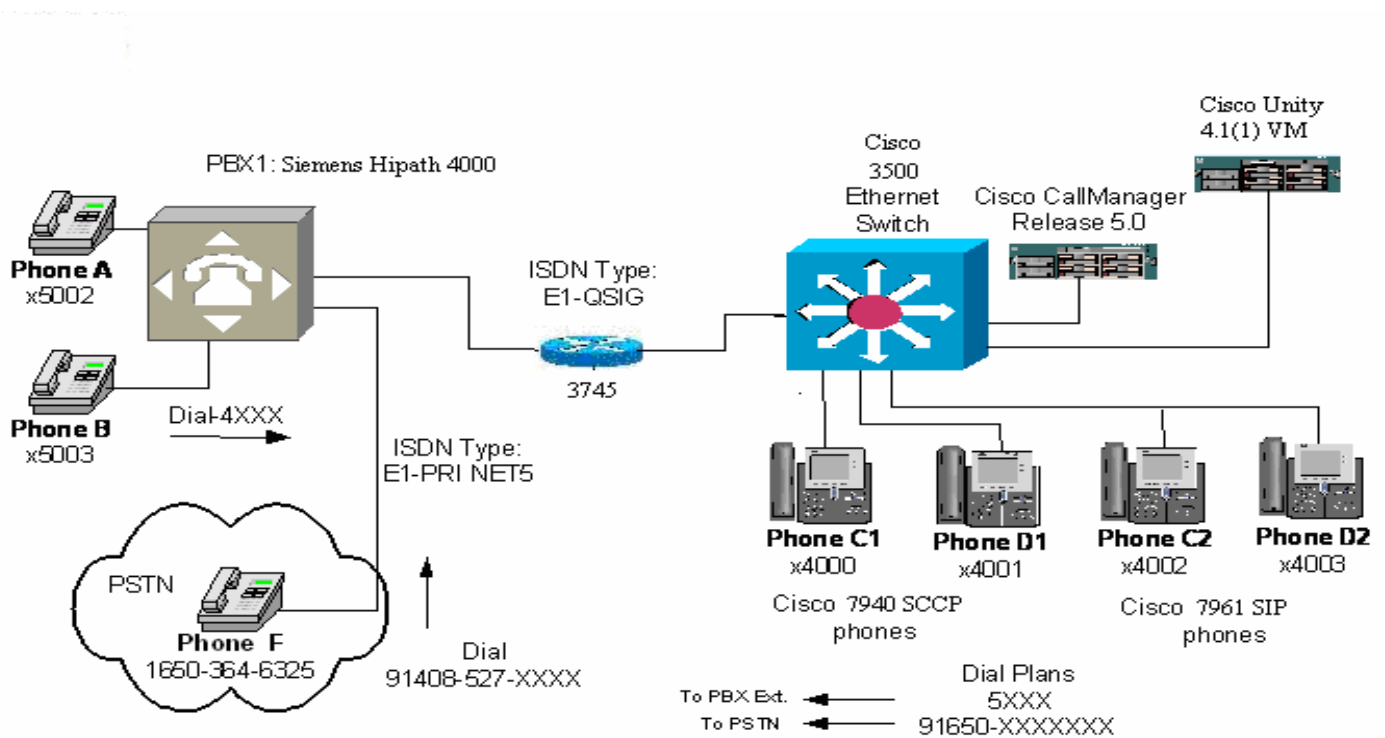 Cisco Unity
4.1(1) VM
PBX1: Siemens Hipath 4000
Cisco
3500
Ethernet
Switch
Cisco CallManager
Release 5.0
Phone A
x5002
ISDN Type:
E1-QSIG
3745
Phone B
x5003
Dial-4XXX
ISDN Type:
E1-PRI NET5
Phone C1
x4000
Phone D1
x4001
Phone C2
x4002
Phone D2
x4003
Cisco 7940 SCCP
phones
Cisco 7961 SIP
phones
PSTN
Phone F
1650-364-6325
Dial
91408-527-XXXX
Dial Plans
To PBX Ext.
5XXX
To PSTN
91650-XXXXXXX